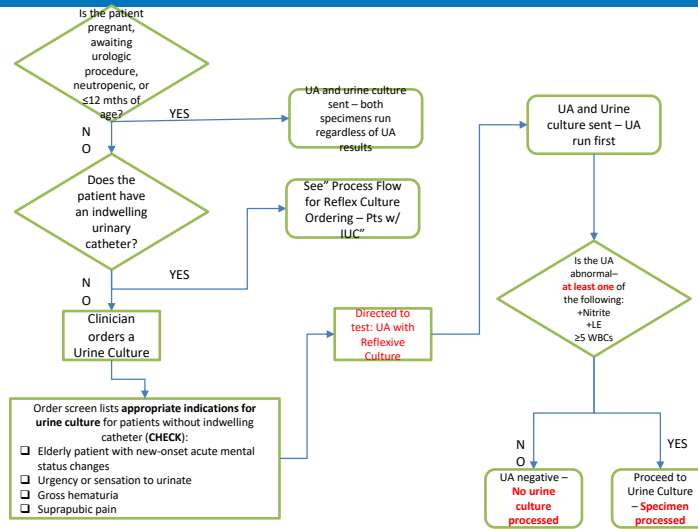 Is the patient
pregnant,
awaiting
urologic
procedure,
neutropenic, or
≤12 mths of
age?
YES
N
O
UA and urine culture
sent – both
specimens run
regardless of UA
results
Does the
patient have
an indwelling
urinary
catheter?
YES
N
O
See" Process Flow
for Reflex Culture
Ordering – Pts w/
IUC"
Clinician
orders a
Urine Culture
Order screen lists appropriate indications for
urine culture for patients without indwelling
catheter (CHECK):
❑ Elderly patient with new-onset acute mental
status changes
❑ Urgency or sensation to urinate
❑ Gross hematuria
❑ Suprapubic pain
Directed to
test: UA with
Reflexive
Culture
UA and Urine
culture sent – UA
run first
Is the UA
abnormal–
at least one of
the following:
+Nitrite
+LE
≥5 WBCs
N
O
YES
UA negative –
No urine
culture
processed
Proceed to
Urine Culture
– Specimen
processed